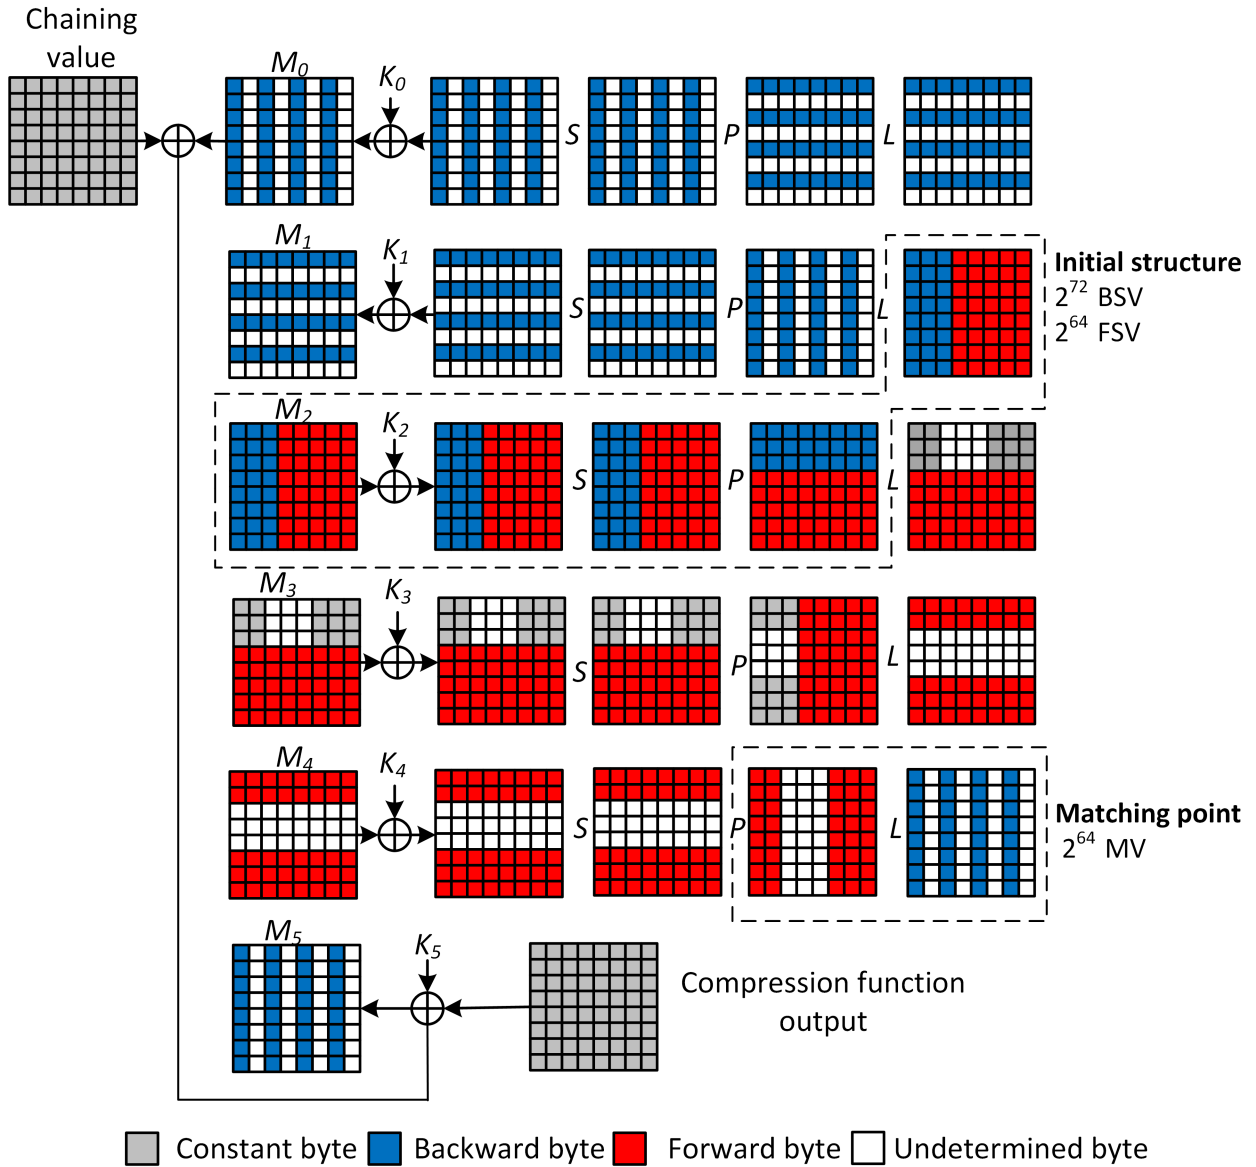 Chaining
value
M0
K0
S
P
L
M1
K1
S
P
L
Initial structure
2^72 BSV
2^64 FSV
M2
K2
S
P
L
M3
K3
S
P
L
M4
K4
S
P
L
Matching point
2^64 MV
M5
K5
Compression function
output
Constant byte
Backward byte
Forward byte
Undetermined byte